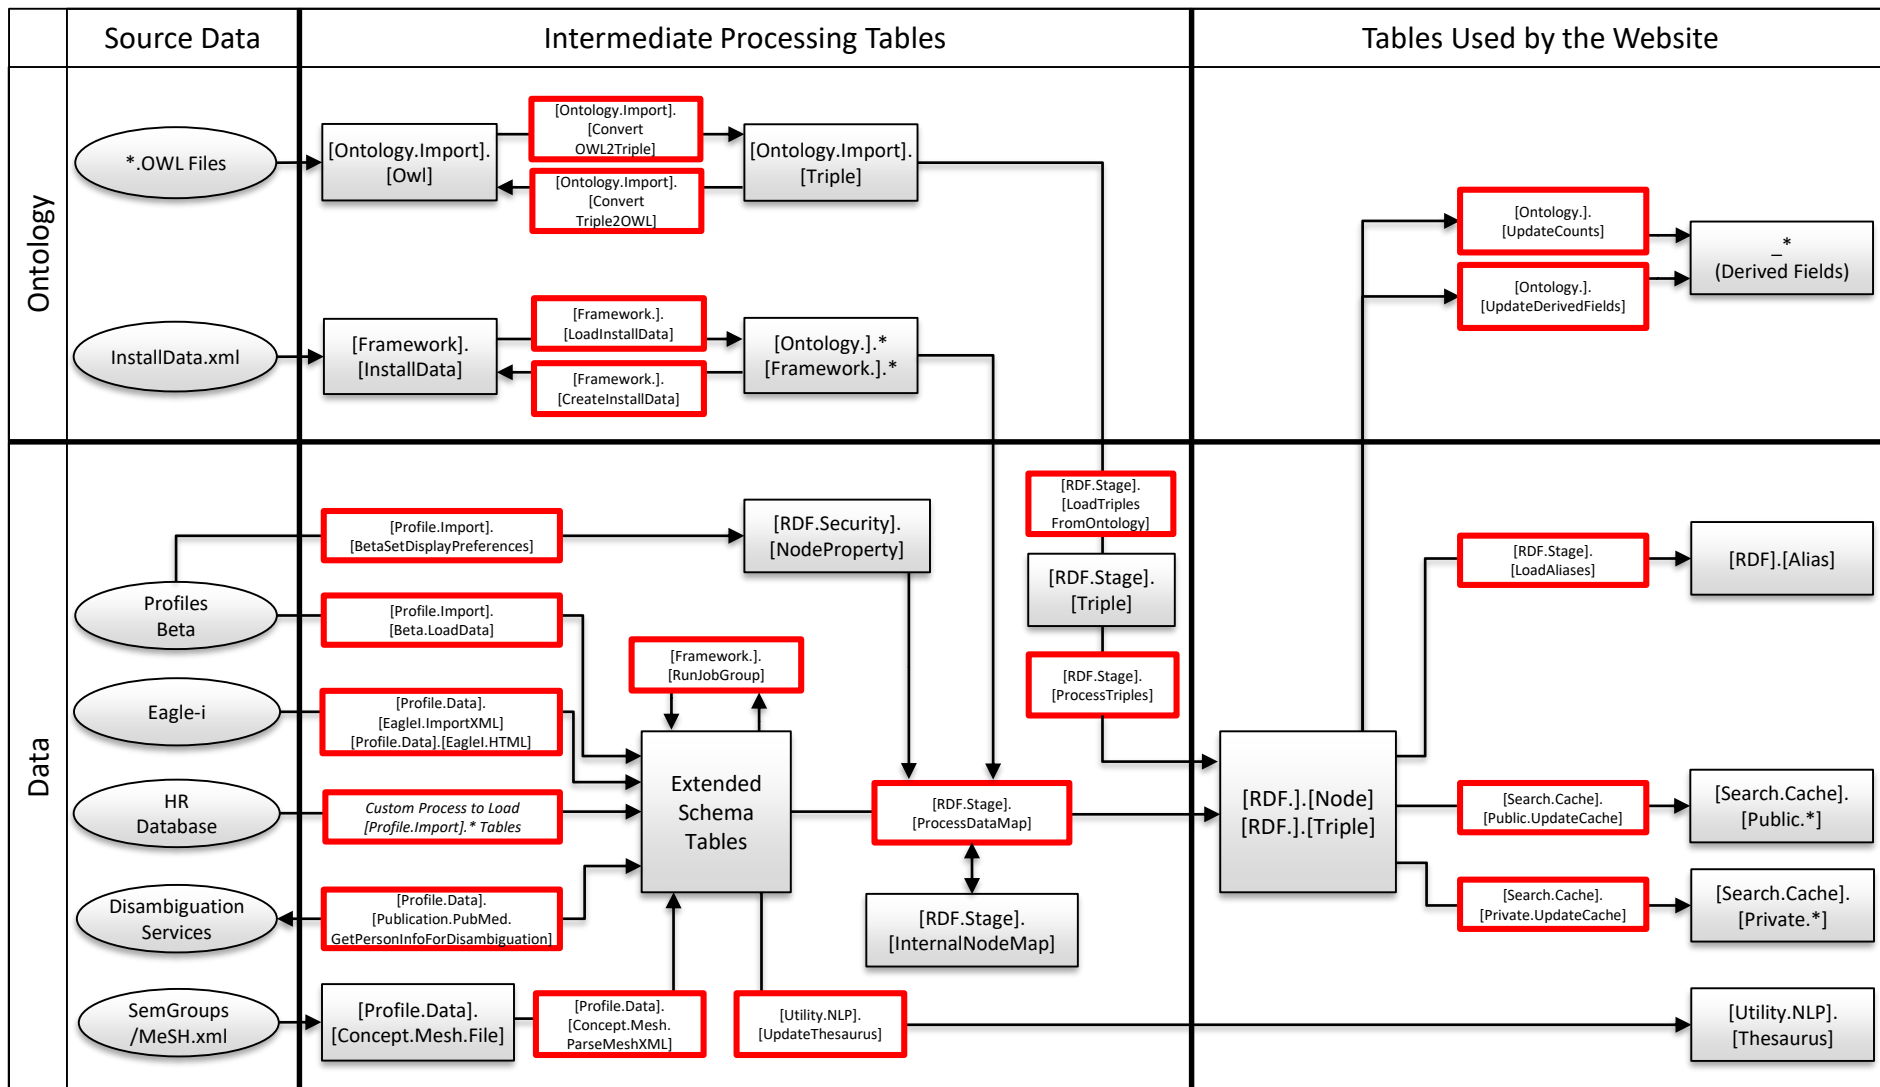 Source Data
Intermediate Processing Tables
Tables Used by the Website
Ontology
*.OWL Files
[Ontology.Import].
[Owl]
[Ontology.Import].
[Convert
OWL2Triple]
[Ontology.Import].
[Convert
Triple2OWL]
[Ontology.Import].
[Triple]
[Ontology.].
[UpdateCounts]
[Ontology.].
[UpdateDerivedFields]
_*
(Derived Fields)
InstallData.xml
[Framework].
[InstallData]
[Framework.].
[LoadInstallData]
[Framework.].
[CreateInstallData]
[Ontology.].*
[Framework.].*
Data
Profiles
Beta
[Profile.Import].
[BetaSetDisplayPreferences]
[RDF.Security].
[NodeProperty]
[RDF.Stage].
[LoadTriples
FromOntology]
[RDF.Stage].
[Triple]
[RDF.Stage].
[ProcessTriples]
[RDF.Stage].
[LoadAliases]
[RDF].[Alias]
[Profile.Import].
[Beta.LoadData]
[Framework.].
[RunJobGroup]
Eagle-i
[Profile.Data].
[EagleI.ImportXML]
[Profile.Data].[EagleI.HTML]
HR
Database
Custom Process to Load
[Profile.Import].* Tables
Extended
Schema
Tables
[RDF.Stage].
[ProcessDataMap]
[RDF.].[Node]
[RDF.].[Triple]
[Search.Cache].
[Public.UpdateCache]
[Search.Cache].
[Public.*]
Disambiguation
Services
[Profile.Data].
[Publication.PubMed.
GetPersonInfoForDisambiguation]
[RDF.Stage].
[InternalNodeMap]
[Search.Cache].
[Private.UpdateCache]
[Search.Cache].
[Private.*]
SemGroups
/MeSH.xml
[Profile.Data].
[Concept.Mesh.File]
[Profile.Data].
[Concept.Mesh.
ParseMeshXML]
[Utility.NLP].
[UpdateThesaurus]
[Utility.NLP].
[Thesaurus]